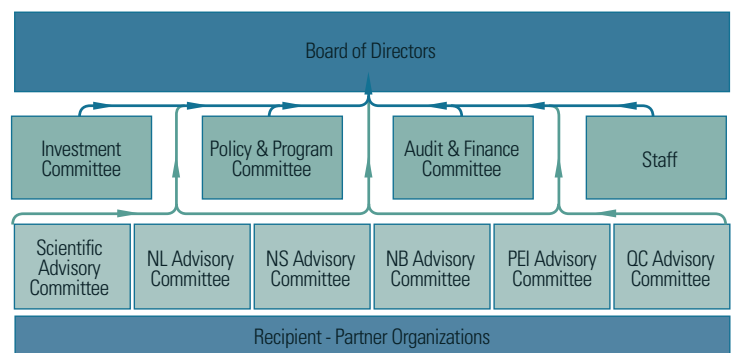 Board of Directors
Investment
Committee
Policy & Program
Committee
Audit & Finance
Committee
Staff
Scientific
Advisory
Committee
NL Advisory
Committee
NS Advisory
Committee
NB Advisory
Committee
PEI Advisory
Committee
QC Advisory
Committee
Recipient - Partner Organizations